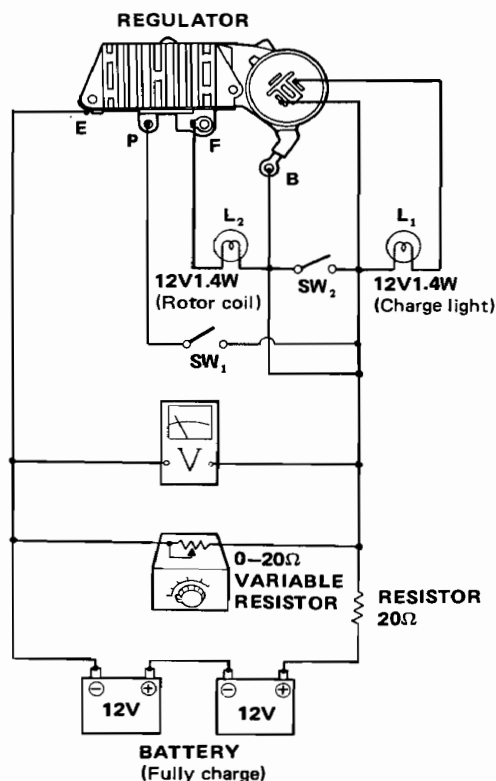 REGULATOR
E
P
F
B
L₂
L₁
12V1.4W
(Rotor coil)
SW₂
12V1.4W
(Charge light)
SW₁
V
0–20Ω
VARIABLE
RESISTOR
RESISTOR
20Ω
⊖ ⊕ ⊖ ⊕
12V 12V
BATTERY
(Fully charge)